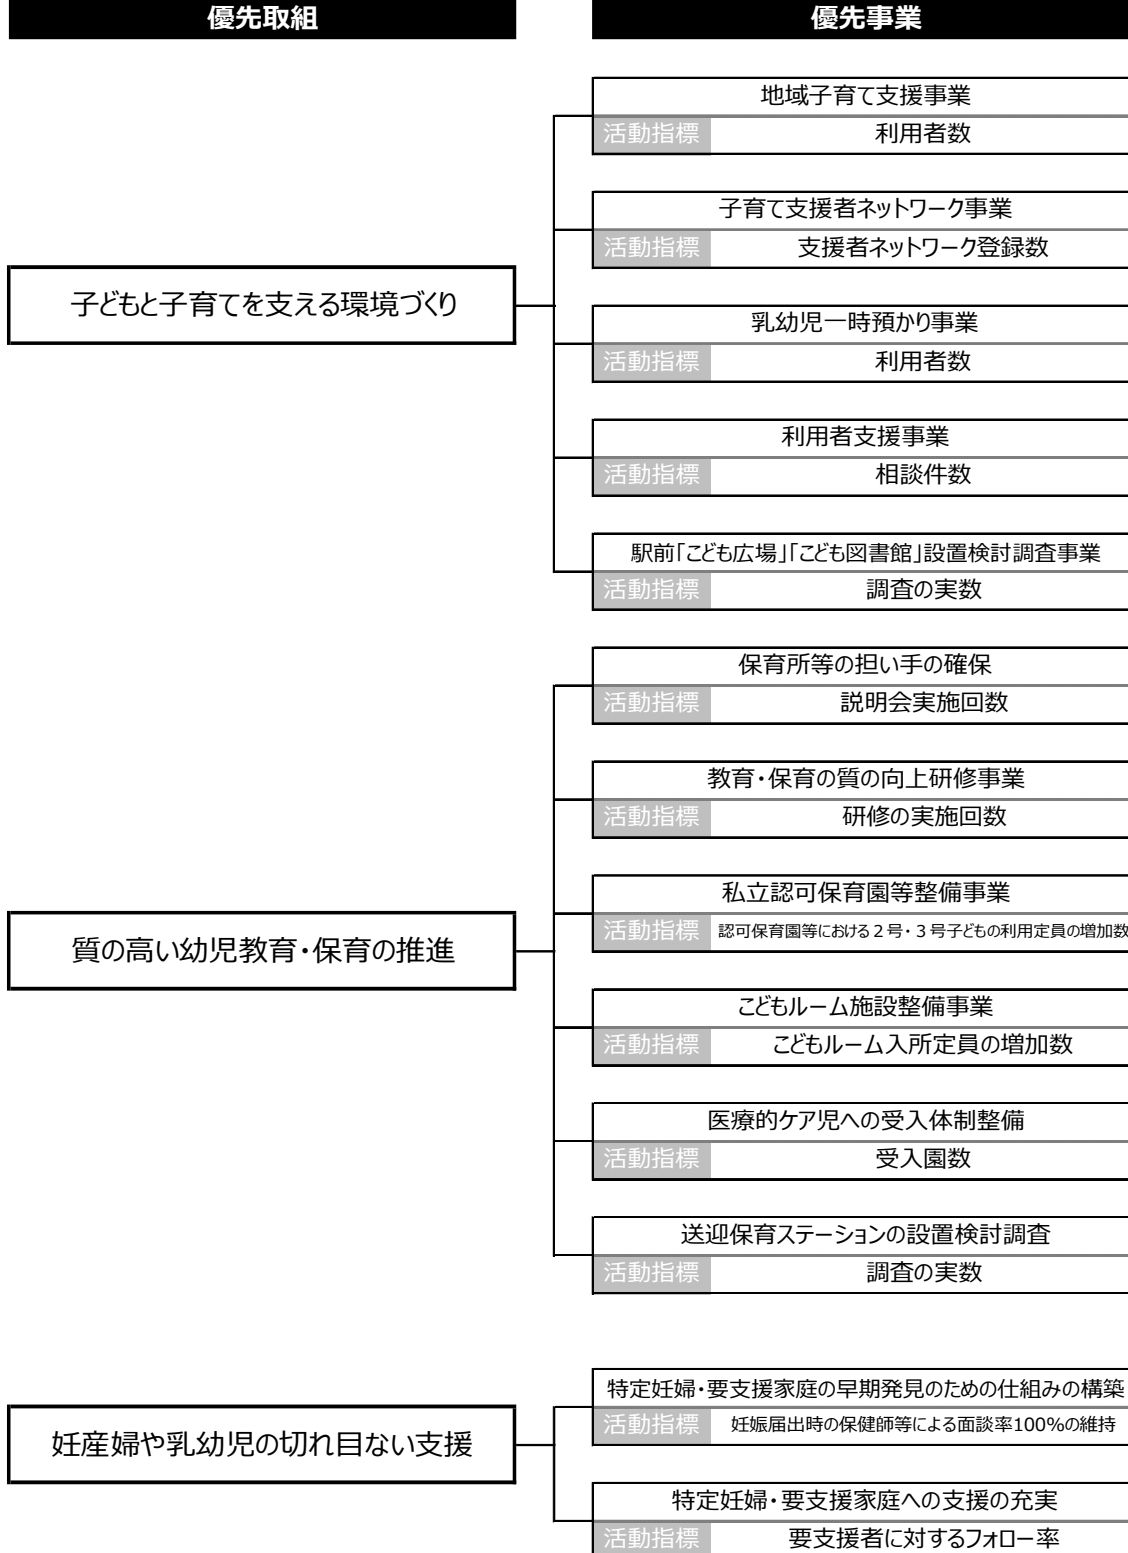 優先取組
優先事業
子どもと子育てを支える環境づくり
地域子育て支援事業
活動指標 利用者数
子育て支援者ネットワーク事業
活動指標 支援者ネットワーク登録数
乳幼児一時預かり事業
活動指標 利用者数
利用者支援事業
活動指標 相談件数
駅前「こども広場」「こども図書館」設置検討調査事業
活動指標 調査の実数
質の高い幼児教育・保育の推進
保育所等の担い手の確保
活動指標 説明会実施回数
教育・保育の質の向上研修事業
活動指標 研修の実施回数
私立認可保育園等整備事業
活動指標 認可保育園等における2号・3号子どもの利用定員の増加数
こどもルーム施設整備事業
活動指標 こどもルーム入所定員の増加数
医療的ケア児への受入体制整備
活動指標 受入園数
送迎保育ステーションの設置検討調査
活動指標 調査の実数
妊産婦や乳幼児の切れ目ない支援
特定妊婦・要支援家庭の早期発見のための仕組みの構築
活動指標 妊娠届出時の保健師等による面談率100%の維持
特定妊婦・要支援家庭への支援の充実
活動指標 要支援者に対するフォロー率